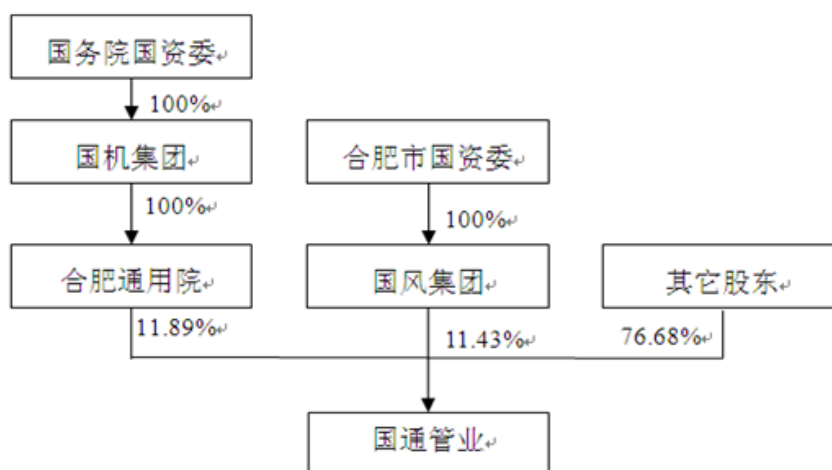 国务院国资委
100%
国机集团
合肥市国资委
100%
100%
合肥通用院
国风集团
其它股东
11.89%
11.43%
76.68%
国通管业